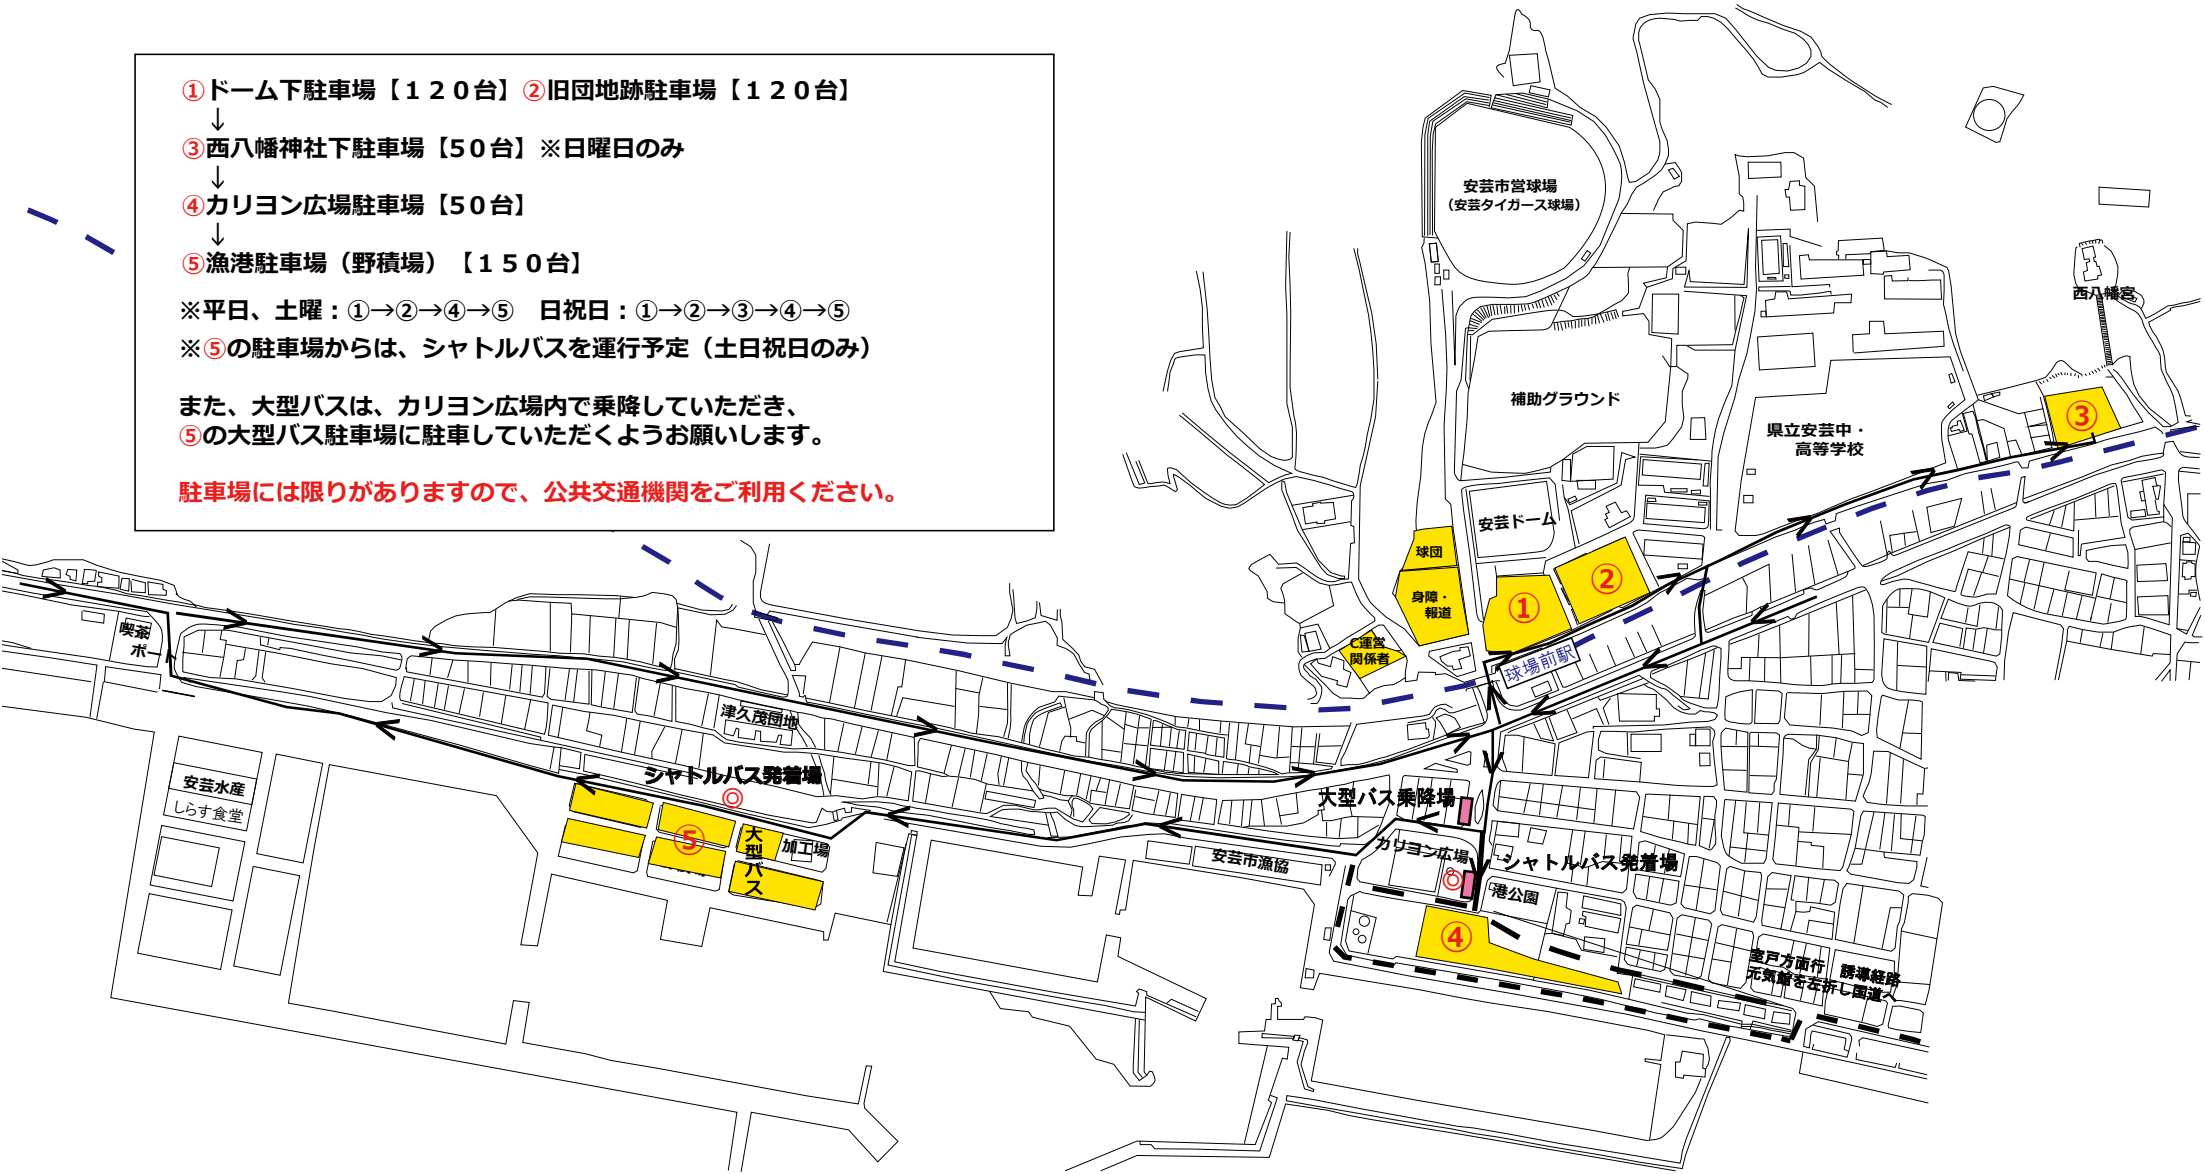 ①ドーム下駐車場【１２０台】②旧団地跡駐車場【１２０台】
↓
③西八幡神社下駐車場【５０台】※日曜日のみ
↓
④カリヨン広場駐車場【５０台】
↓
⑤漁港駐車場（野積場）【１５０台】
※平日、土曜：①→②→④→⑤　日祝日：①→②→③→④→⑤
※⑤の駐車場からは、シャトルバスを運行予定（土日祝日のみ）
また、大型バスは、カリヨン広場内で乗降していただき、
⑤の大型バス駐車場に駐車していただくようお願いします。
駐車場には限りがありますので、公共交通機関をご利用ください。
安芸市営球場
（安芸タイガース球場）
西八幡宮
補助グラウンド
県立安芸中・
高等学校
③
安芸ドーム
球団
②
身障・
報道
①
C運営
関係者
球場前駅
喫茶
ポート
津久茂団地
シャトルバス発着場
◎
安芸水産
しらす食堂
⑤
大型バス
加工場
大型バス乗降場
カリヨン広場
安芸市漁協
シャトルバス発着場
◎
港公園
④
室戸方面行　誘導経路
元気館を左折し国道へ